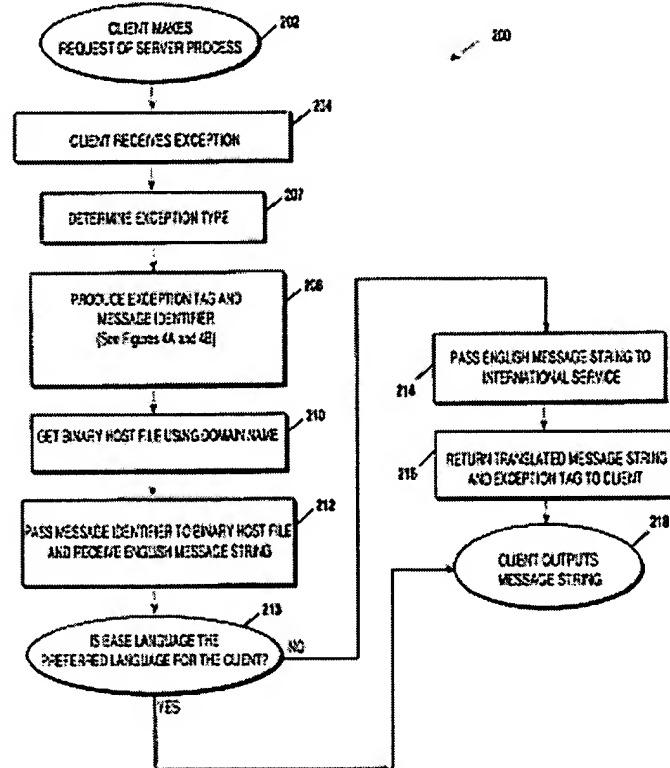 CLIENT MAKES
REQUEST OF SERVER PROCESS
202
200
204
CLIENT RECEIVES EXCEPTION
207
DETERMINE EXCEPTION TYPE
208
PRODUCE EXCEPTION TAG AND
MESSAGE IDENTIFIER
(See Figures 4A and 4B)
210
GET BINARY HOST FILE USING DOMAIN NAME
212
PASS MESSAGE IDENTIFIER TO BINARY HOST FILE
AND RECEIVE ENGLISH MESSAGE STRING
213
IS EASE LANGUAGE THE
PREFERRED LANGUAGE FOR THE CLIENT?
NO
YES
PASS ENGLISH MESSAGE STRING TO
INTERNATIONAL SERVICE
214
RETURN TRANSLATED MESSAGE STRING
AND EXCEPTION TAG TO CLIENT
215
218
CLIENT OUTPUTS
MESSAGE STRING